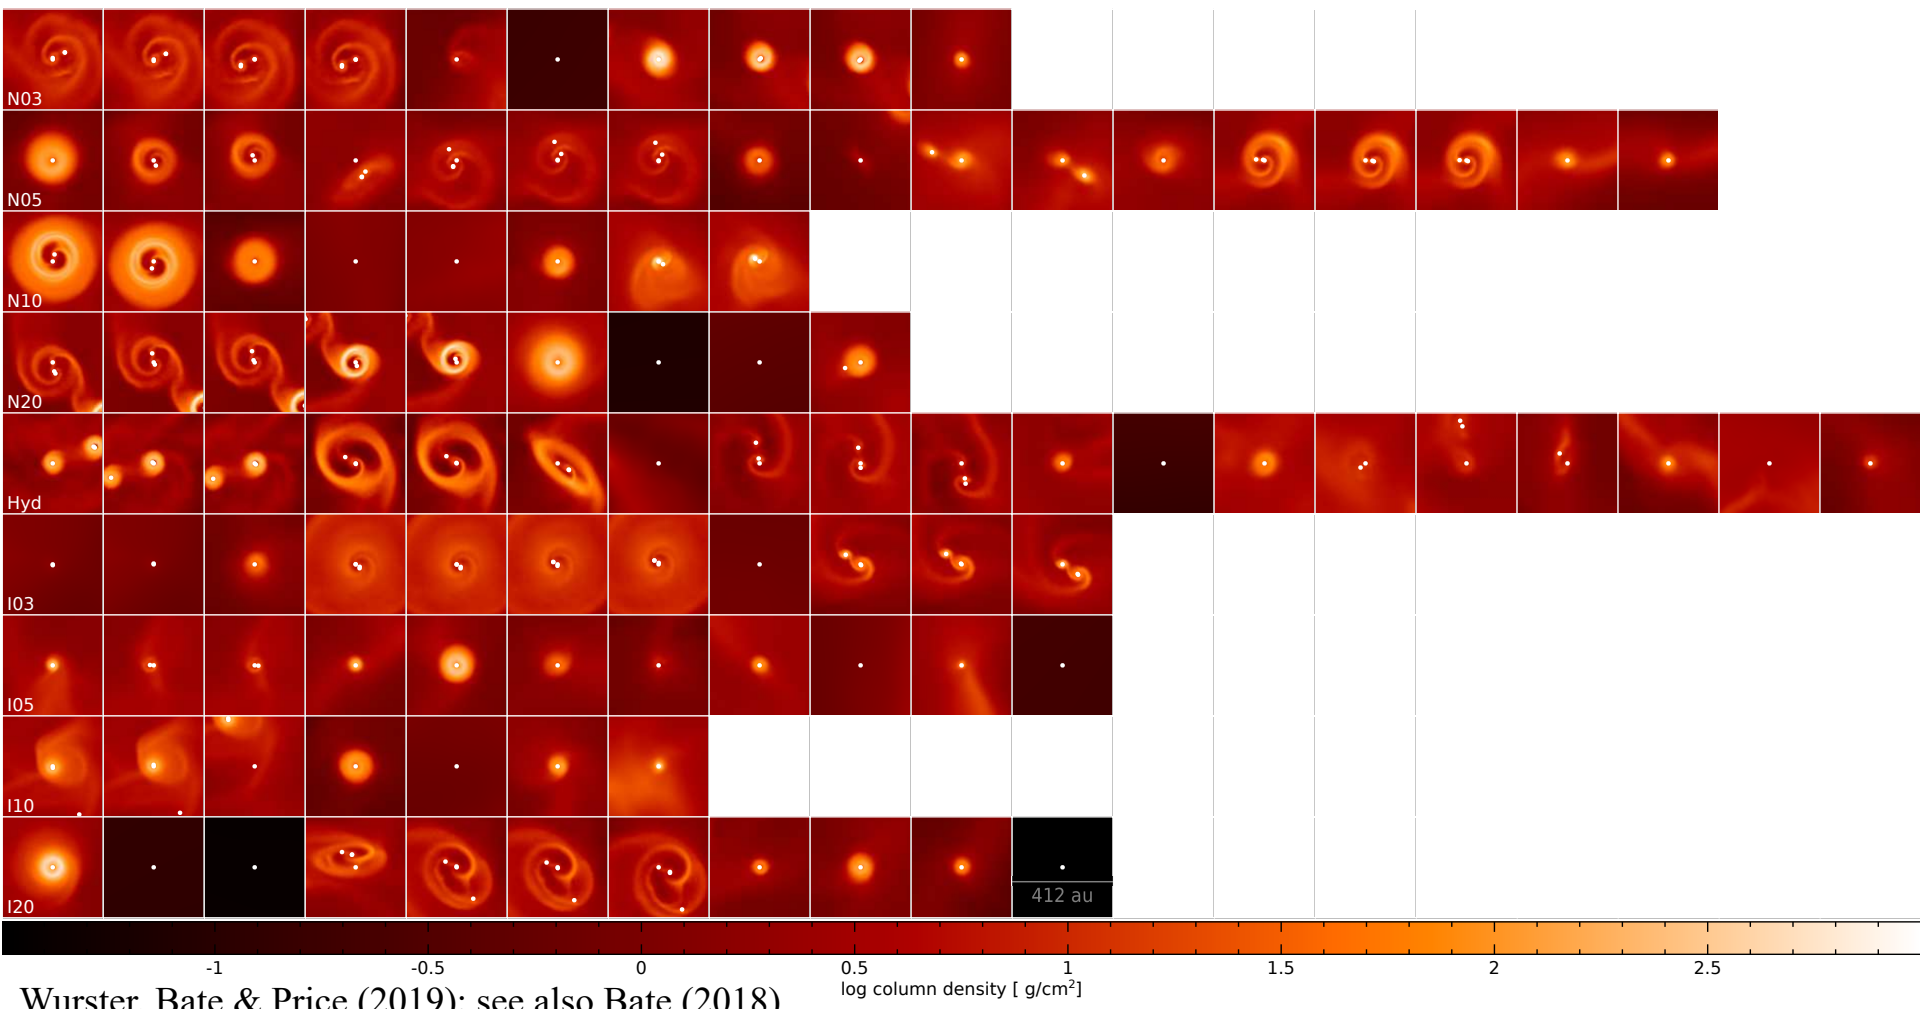 N03
N05
N10
N20
Hyd
I03
I05
I10
I20
412 au
-1 -0.5 0 0.5 1 1.5 2 2.5
log column density [ g/cm²]
Wurster, Bate & Price (2019); see also Bate (2018)